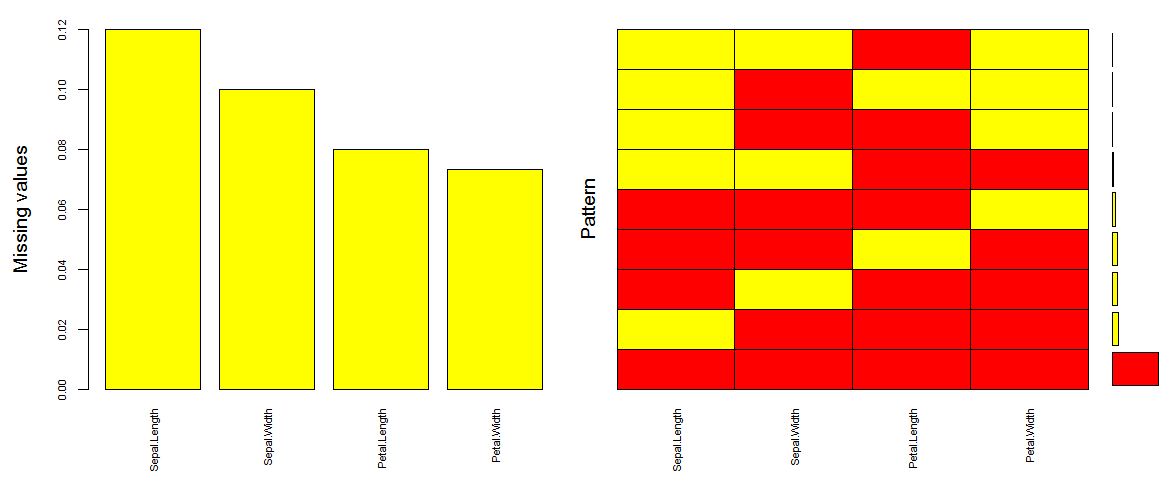 Missing values
0.12
0.10
0.08
0.06
0.04
0.02
0.00
Sepal.Length
Sepal.Width
Petal.Length
Petal.Width
Pattern
Sepal.Length
Sepal.Width
Petal.Length
Petal.Width